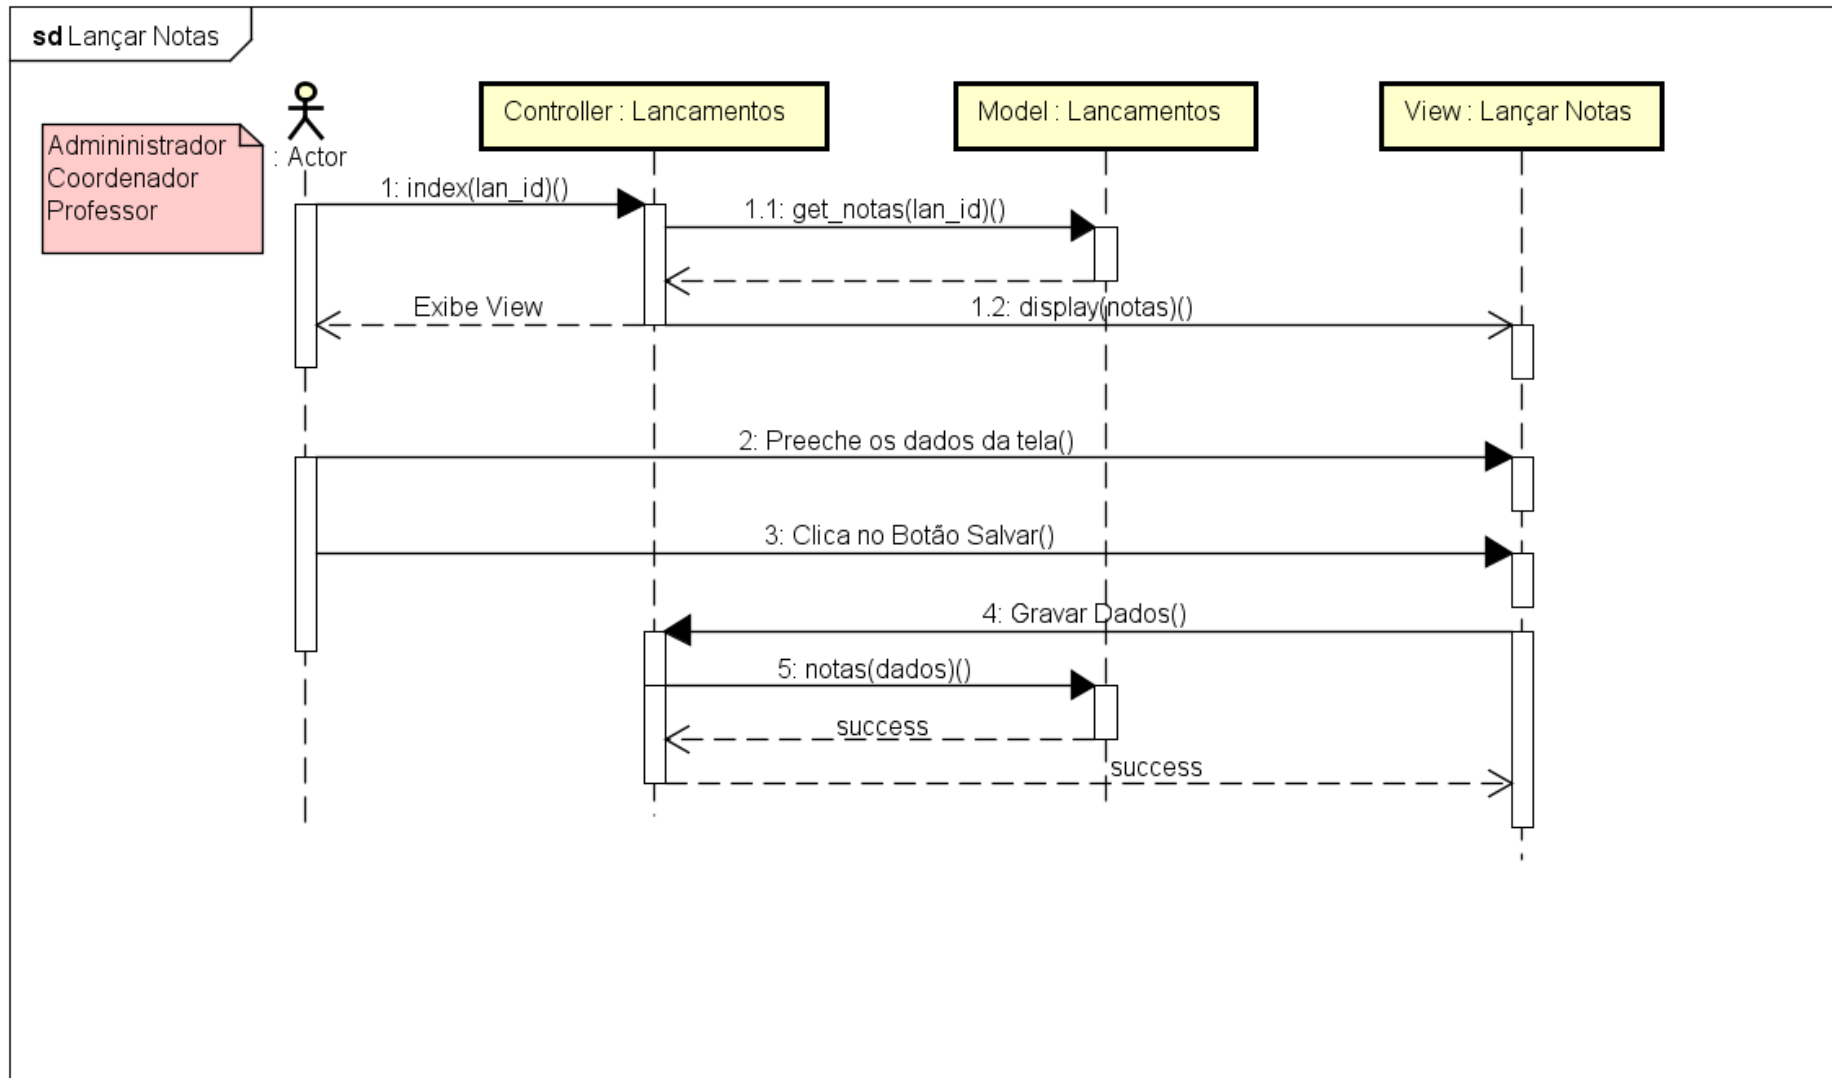 sd Lançar Notas
Admininistrador
Coordenador
Professor
: Actor
Controller : Lancamentos
Model : Lancamentos
View : Lançar Notas
1: index(lan_id)()
1.1: get_notas(lan_id)()
Exibe View
1.2: display(notas)()
2: Preeche os dados da tela()
3: Clica no Botão Salvar()
4: Gravar Dados()
5: notas(dados)()
success
success